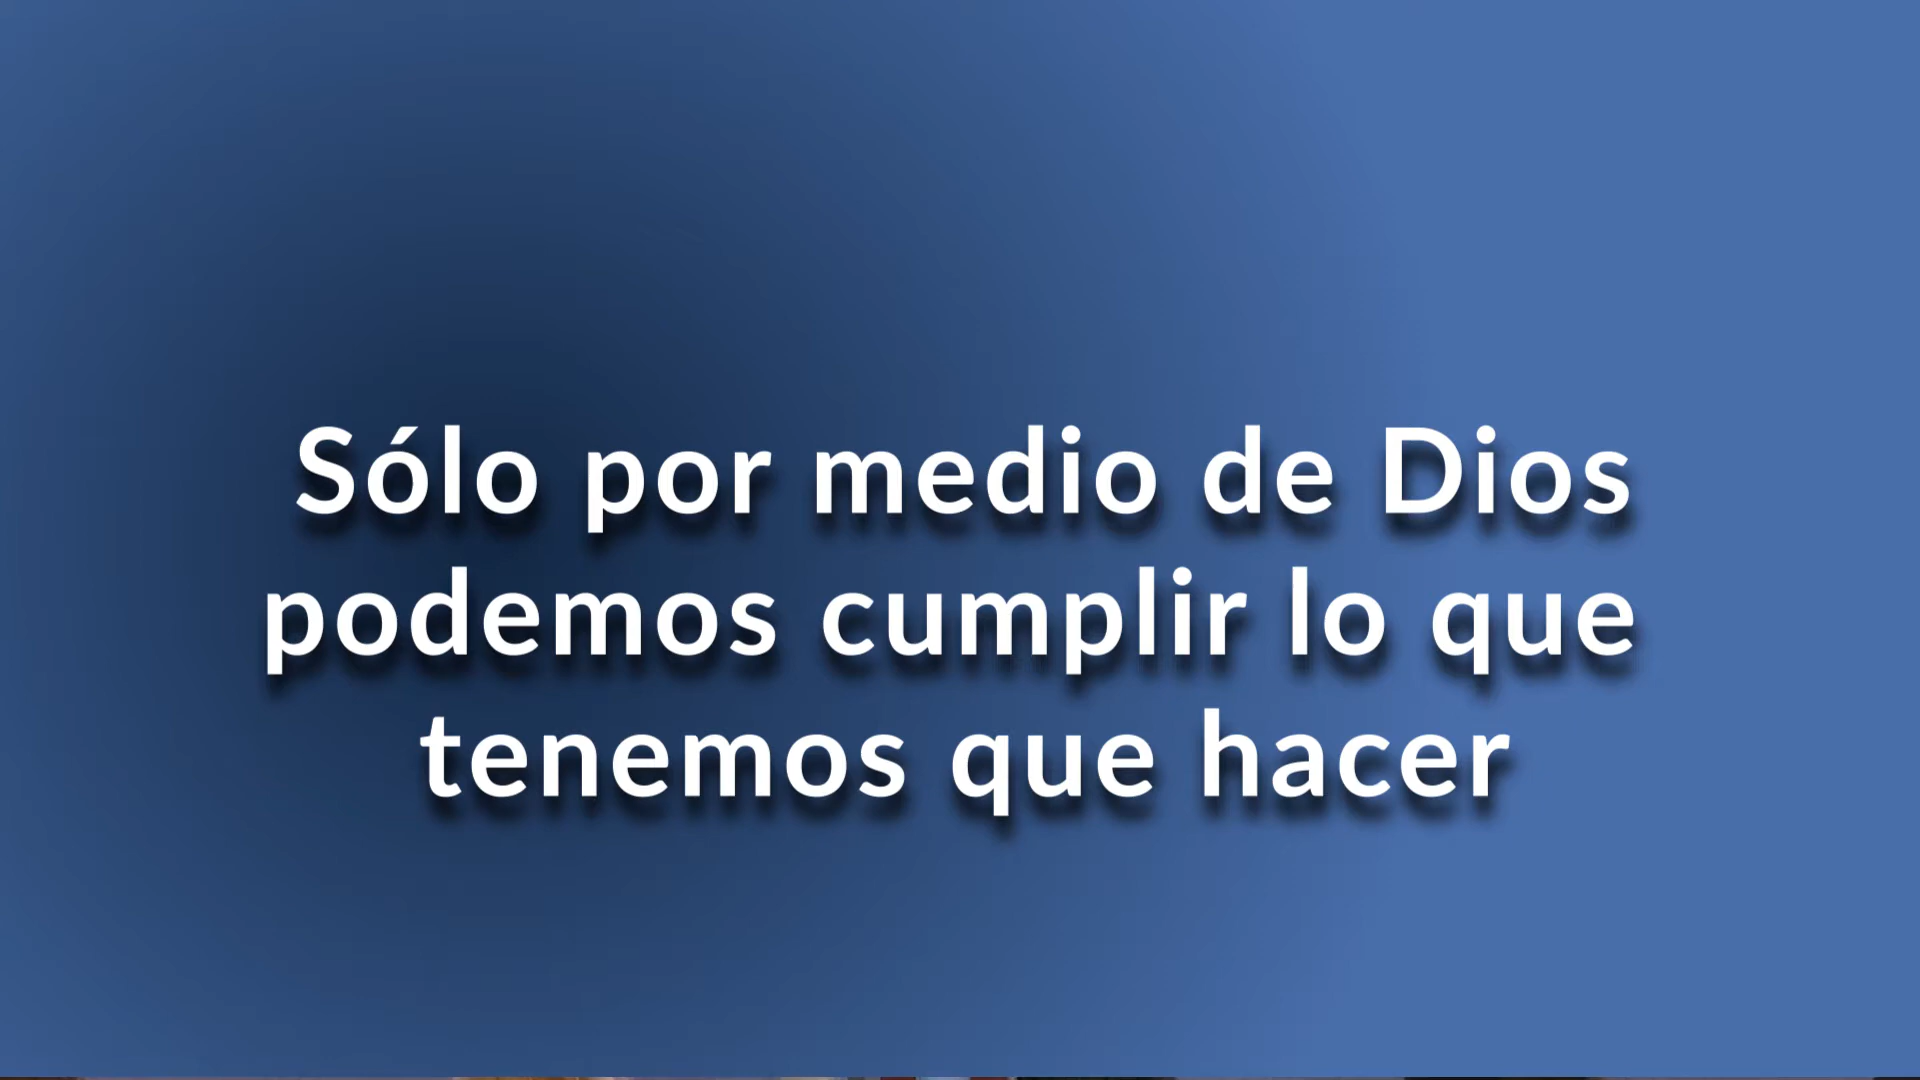 Sólo por medio de Dios
podemos cumplir lo que
tenemos que hacer